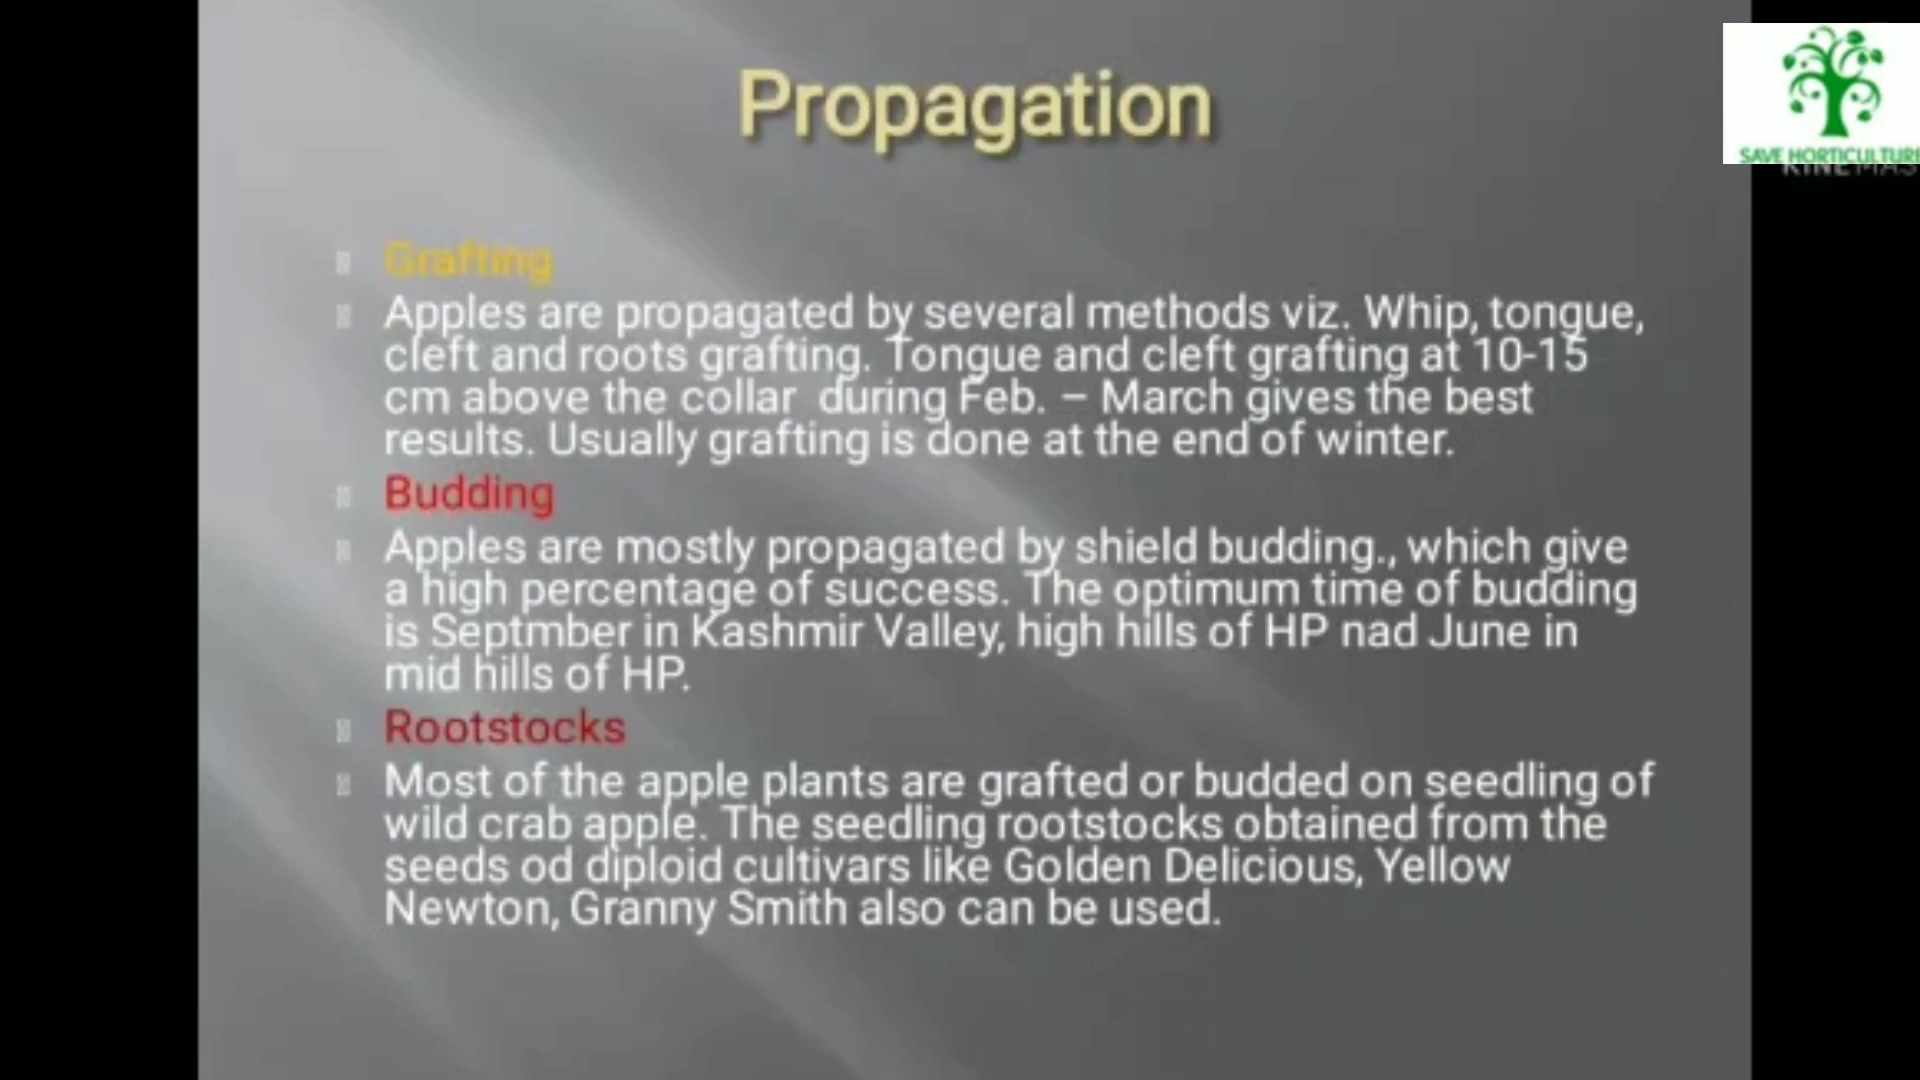 Propagation
SAVE HORTICULTURE
Grafting
Apples are propagated by several methods viz. Whip, tongue,
cleft and roots grafting. Tongue and cleft grafting at 10-15
cm above the collar during Feb. – March gives the best
results. Usually grafting is done at the end of winter.
Budding
Apples are mostly propagated by shield budding., which give
a high percentage of success. The optimum time of budding
is Septmber in Kashmir Valley, high hills of HP nad June in
mid hills of HP.
Rootstocks
Most of the apple plants are grafted or budded on seedling of
wild crab apple. The seedling rootstocks obtained from the
seeds od diploid cultivars like Golden Delicious, Yellow
Newton, Granny Smith also can be used.